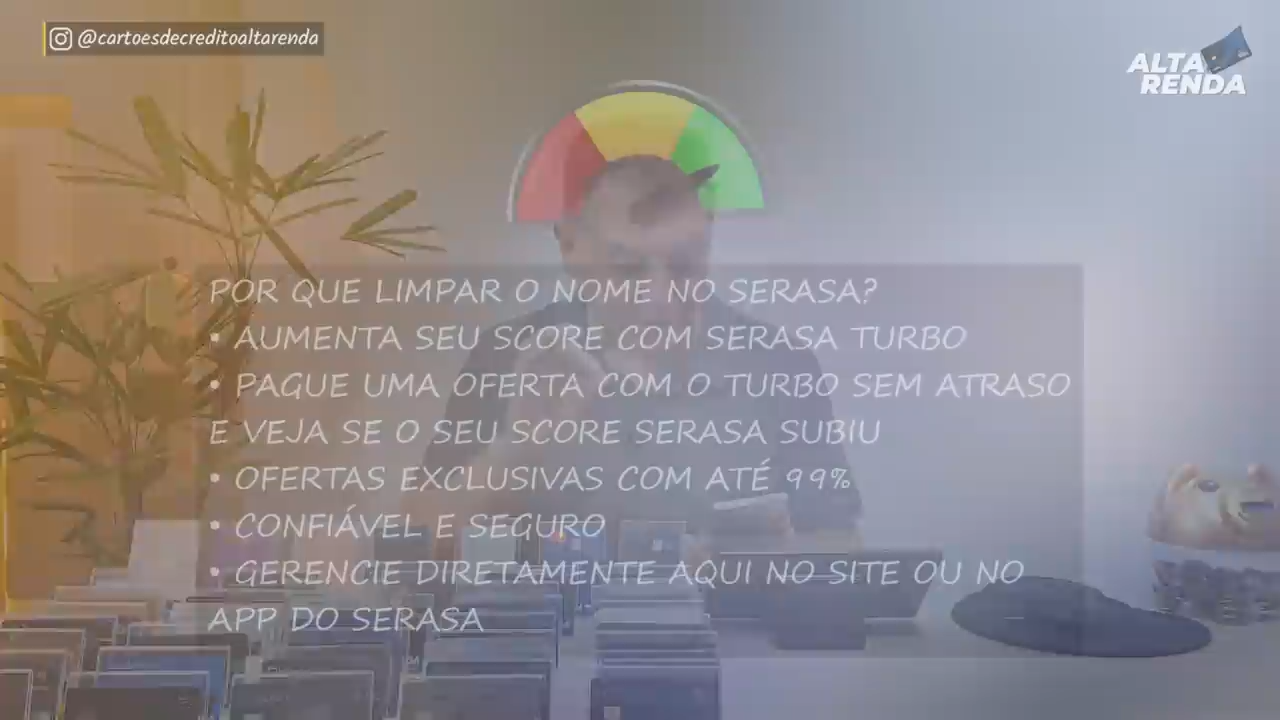 @cartoesdecreditoaltarenda
ALTA
RENDA
POR QUE LIMPAR O NOME NO SERASA?
• AUMENTA SEU SCORE COM SERASA TURBO
• PAGUE UMA OFERTA COM O TURBO SEM ATRASO
E VEJA SE O SEU SCORE SERASA SUBIU
• OFERTAS EXCLUSIVAS COM ATÉ 99%
• CONFIÁVEL E SEGURO
• GERENCIE DIRETAMENTE AQUI NO SITE OU NO
APP DO SERASA